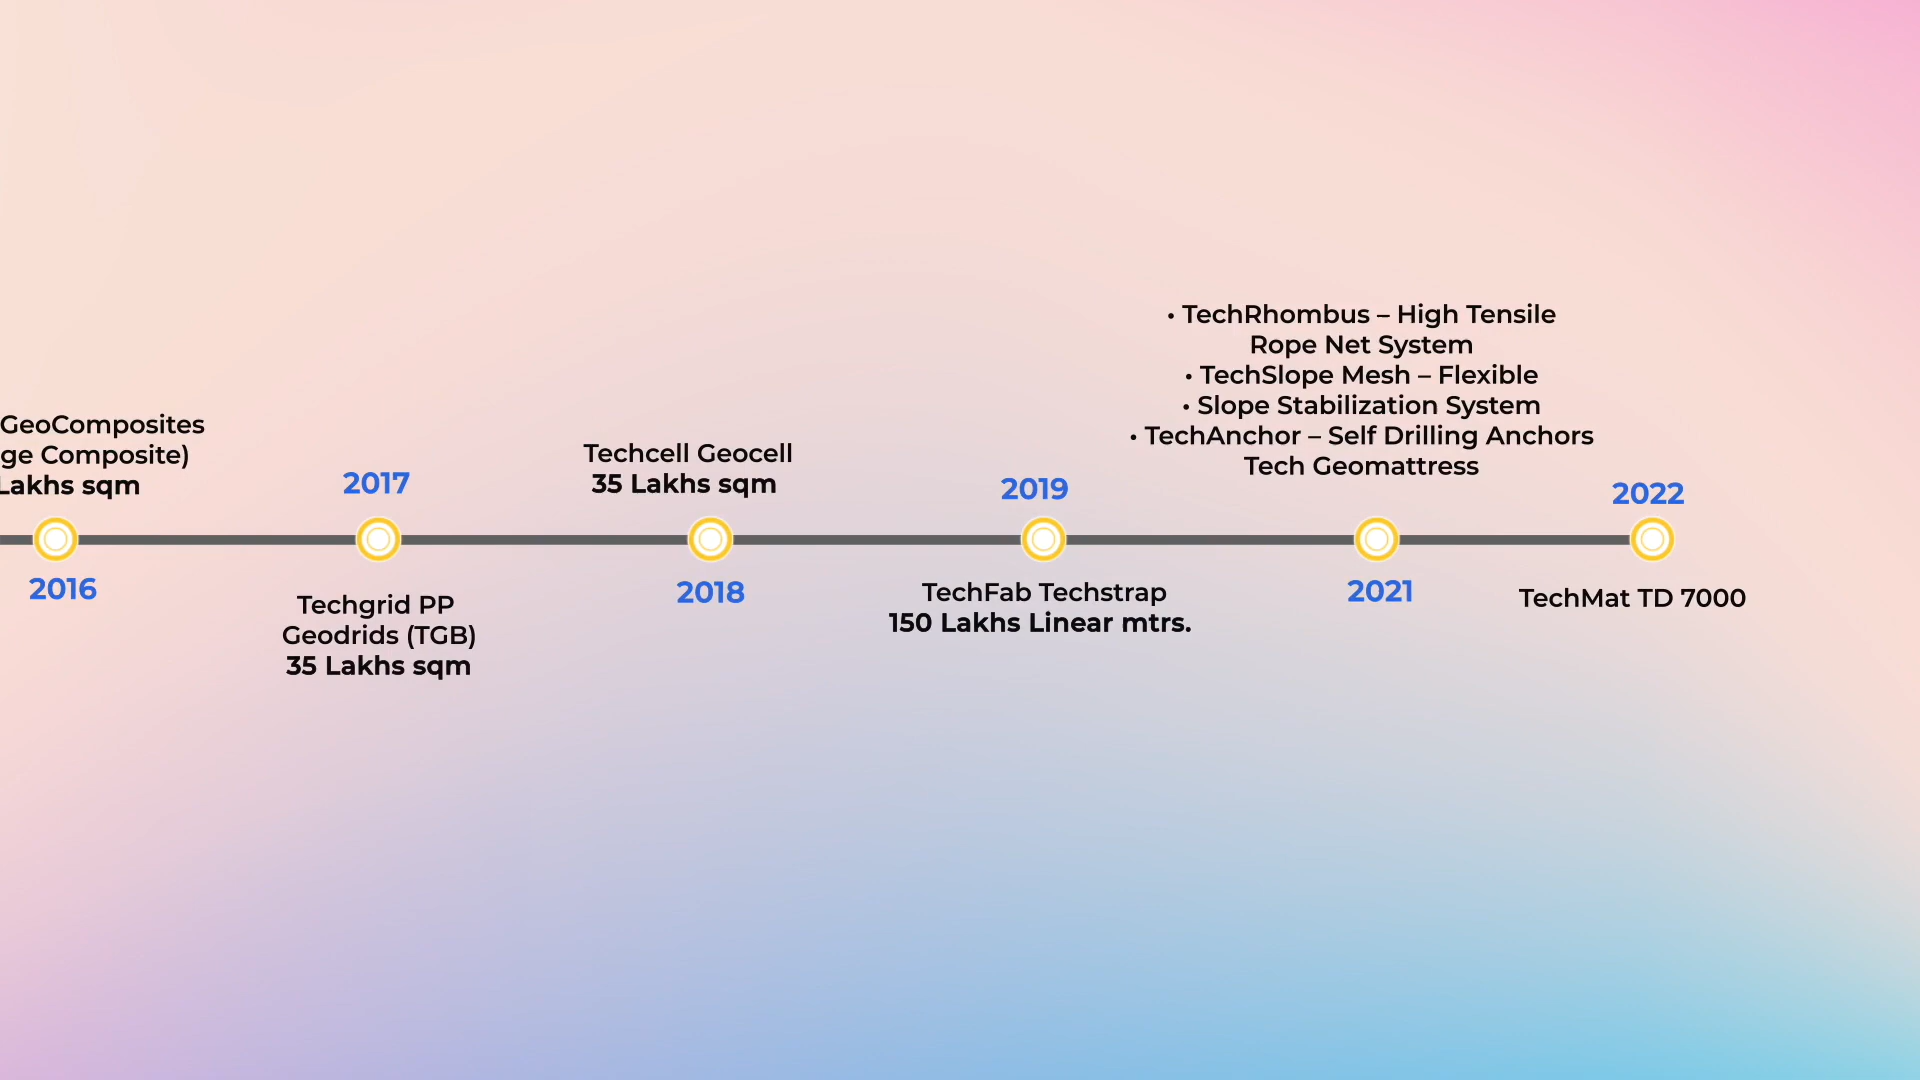 GeoComposites
ge Composite)
Lakhs sqm
2016
2017
Techgrid PP
Geodrids (TGB)
35 Lakhs sqm
Techcell Geocell
35 Lakhs sqm
2018
2019
TechFab Techstrap
150 Lakhs Linear mtrs.
• TechRhombus – High Tensile
Rope Net System
• TechSlope Mesh – Flexible
• Slope Stabilization System
• TechAnchor – Self Drilling Anchors
Tech Geomattress
2021
2022
TechMat TD 7000